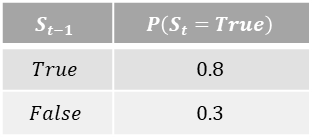 S_{t−1} P(S_t = True)
True 0.8
False 0.3